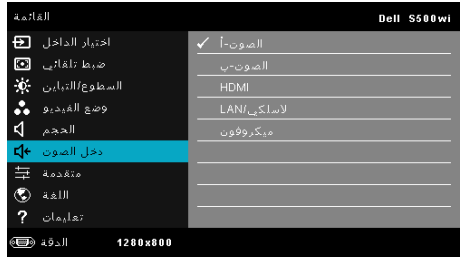 القائمة
Dell S500wi
اختيار الداخل
ضبط تلقائي
السطوع/التباين
وضع الفيديو
الحجم
دخل الصوت
متقدمة
اللغة
تعليمات
الصوت-أ
الصوت-ب
HDMI
لاسلكي/LAN
ميكروفون
الدقة 1280x800